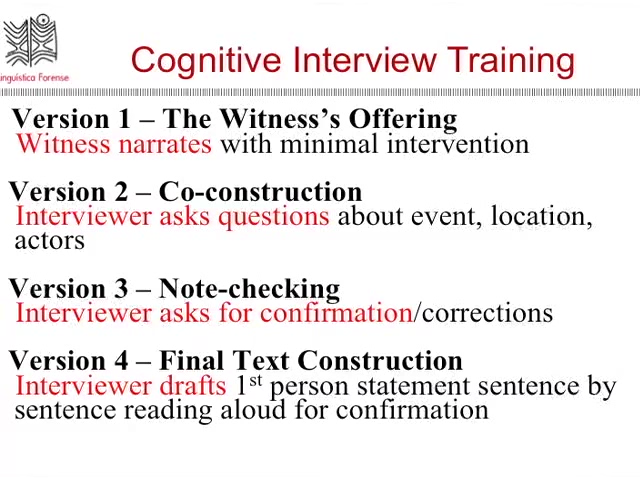 inguística Forense
Cognitive Interview Training
Version 1 – The Witness's Offering
Witness narrates with minimal intervention
Version 2 – Co-construction
Interviewer asks questions about event, location,
actors
Version 3 – Note-checking
Interviewer asks for confirmation/corrections
Version 4 – Final Text Construction
Interviewer drafts 1st person statement sentence by
sentence reading aloud for confirmation